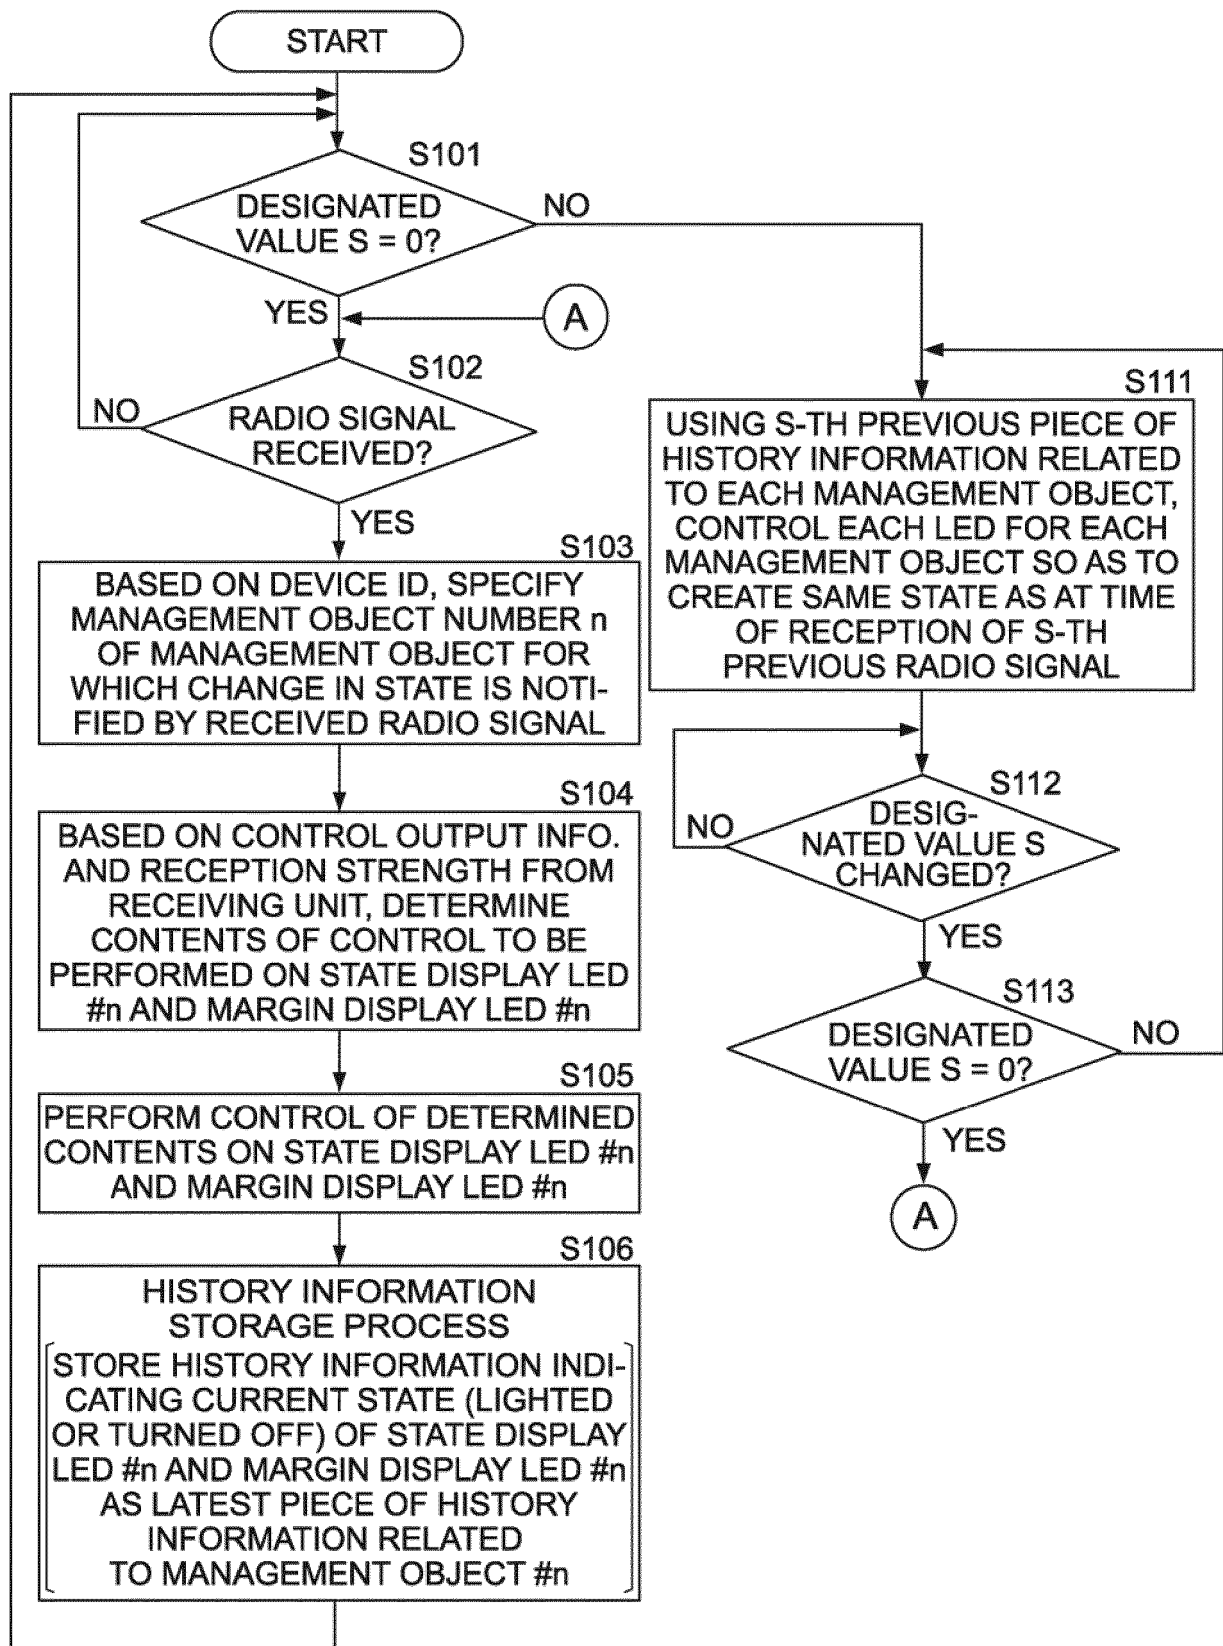 START
S101
DESIGNATED
VALUE S = 0?
NO
YES
A
S102
RADIO SIGNAL
RECEIVED?
NO
YES
S103
BASED ON DEVICE ID, SPECIFY
MANAGEMENT OBJECT NUMBER n
OF MANAGEMENT OBJECT FOR
WHICH CHANGE IN STATE IS NOTI-
FIED BY RECEIVED RADIO SIGNAL
S104
BASED ON CONTROL OUTPUT INFO.
AND RECEPTION STRENGTH FROM
RECEIVING UNIT, DETERMINE
CONTENTS OF CONTROL TO BE
PERFORMED ON STATE DISPLAY LED
#n AND MARGIN DISPLAY LED #n
S105
PERFORM CONTROL OF DETERMINED
CONTENTS ON STATE DISPLAY LED #n
AND MARGIN DISPLAY LED #n
S106
HISTORY INFORMATION
STORAGE PROCESS
STORE HISTORY INFORMATION INDI-
CATING CURRENT STATE (LIGHTED
OR TURNED OFF) OF STATE DISPLAY
LED #n AND MARGIN DISPLAY LED #n
AS LATEST PIECE OF HISTORY
INFORMATION RELATED
TO MANAGEMENT OBJECT #n
S111
USING S-TH PREVIOUS PIECE OF
HISTORY INFORMATION RELATED
TO EACH MANAGEMENT OBJECT,
CONTROL EACH LED FOR EACH
MANAGEMENT OBJECT SO AS TO
CREATE SAME STATE AS AT TIME
OF RECEPTION OF S-TH
PREVIOUS RADIO SIGNAL
S112
DESIG-
NATED VALUE S
CHANGED?
NO
YES
S113
DESIGNATED
VALUE S = 0?
NO
YES
A